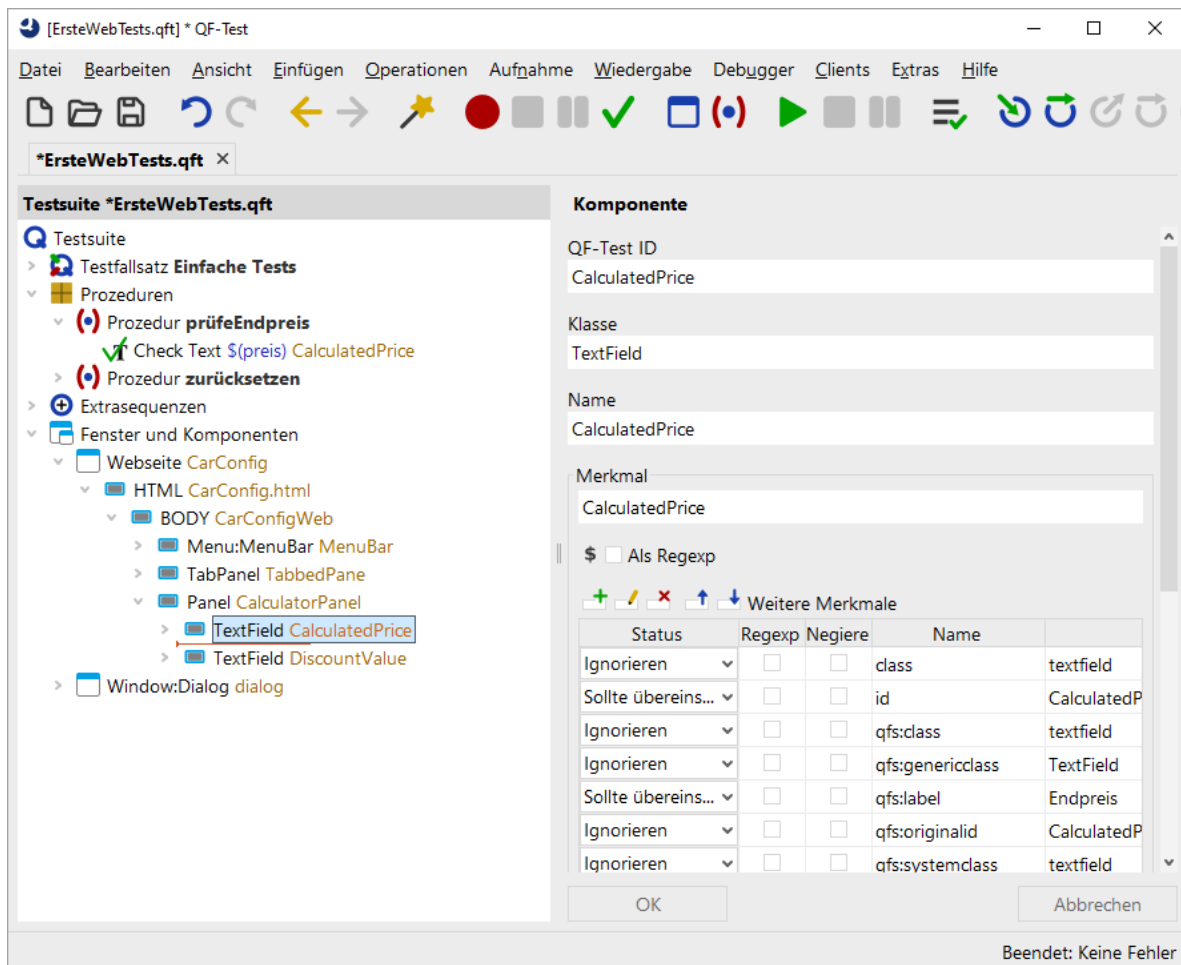 [ErsteWebTests.qft] * QF-Test
Datei Bearbeiten Ansicht Einfügen Operationen Aufnahme Wiedergabe Debugger Clients Extras Hilfe
*ErsteWebTests.qft
Testsuite *ErsteWebTests.qft
Testsuite
Testfallsatz Einfache Tests
Prozeduren
Prozedur prüfeEndpreis
Check Text $(preis) CalculatedPrice
Prozedur zurücksetzen
Extrasequenzen
Fenster und Komponenten
Webseite CarConfig
HTML CarConfig.html
BODY CarConfigWeb
Menu:MenuBar MenuBar
TabPanel TabbedPane
Panel CalculatorPanel
TextField CalculatedPrice
TextField DiscountValue
Window:Dialog dialog
Komponente
QF-Test ID
CalculatedPrice
Klasse
TextField
Name
CalculatedPrice
Merkmal
CalculatedPrice
$ Als Regexp
Weitere Merkmale
Status Regexp Negiere Name
Ignorieren class textfield
Sollte übereins... id CalculatedP
Ignorieren qfs:class textfield
Ignorieren qfs:genericclass TextField
Sollte übereins... qfs:label Endpreis
Ignorieren qfs:originalid CalculatedP
Ignorieren qfs:systemclass textfield
OK Abbrechen
Beendet: Keine Fehler